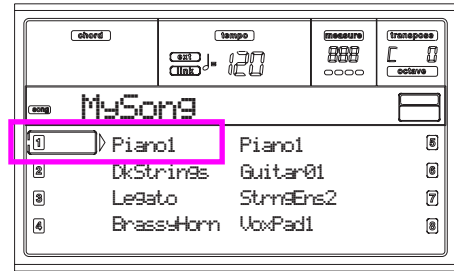 chord tempo measure transpose
ext
link ♩= 120 888 C 0
octave
song MySong
1 Piano1 Piano1 5
2 DkStrings Guitar01 6
3 Legato StrngEns2 7
4 BrassyHorn VoxPad1 8